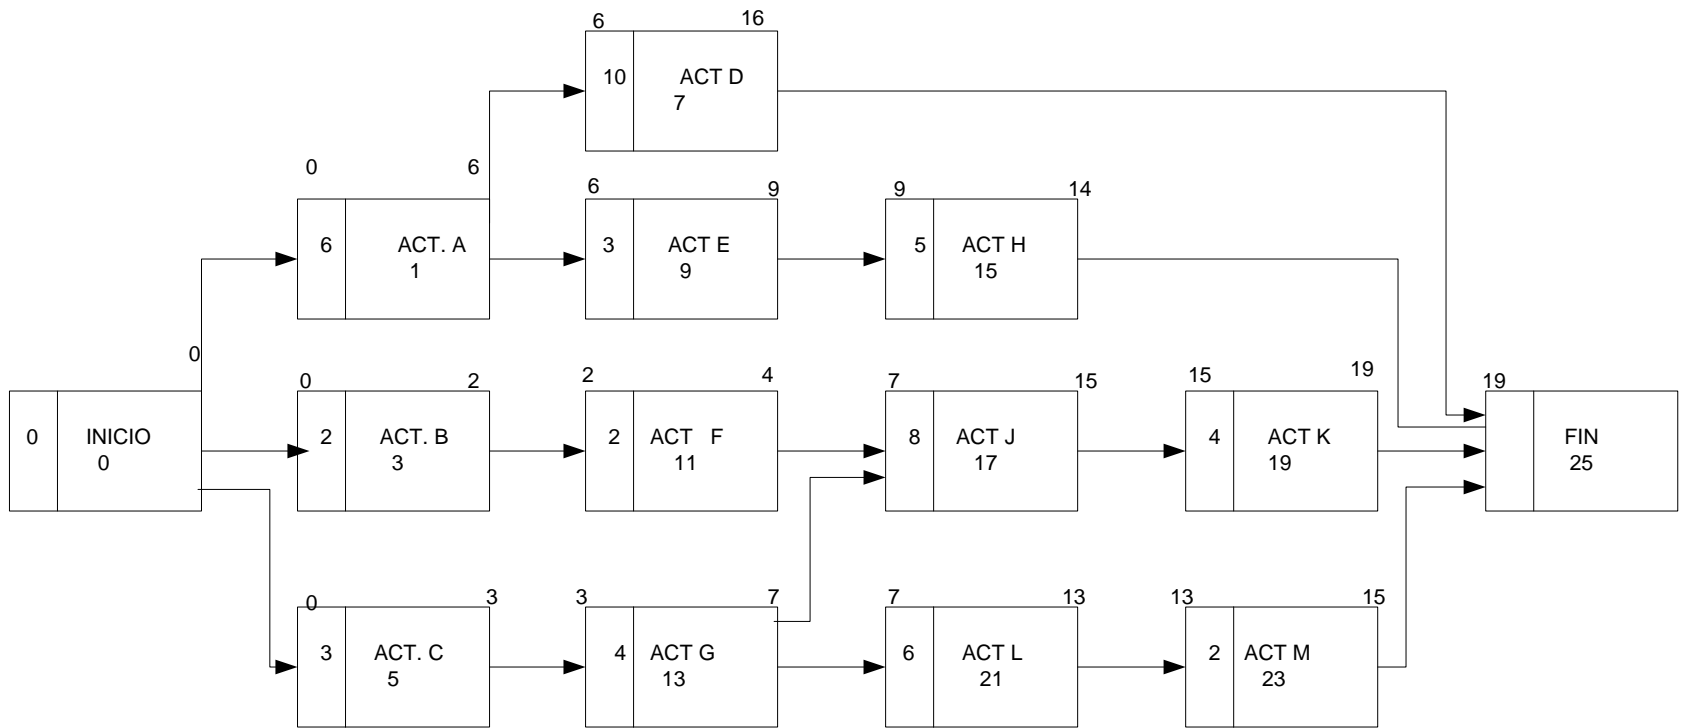 6 16
10 ACT D
7
0 6
6 ACT. A
1
6 9
3 ACT E
9
9 14
5 ACT H
15
0
0 INICIO
0
0 2
2 ACT. B
3
2 4
2 ACT F
11
7 15
8 ACT J
17
15 19
4 ACT K
19
19
FIN
25
0 3
3 ACT. C
5
3 7
4 ACT G
13
7 13
6 ACT L
21
13 15
2 ACT M
23